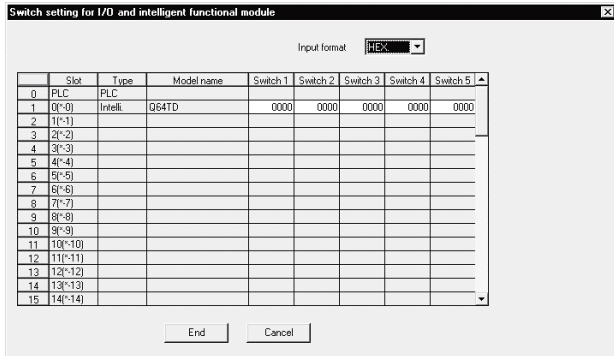 Switch setting for I/O and intelligent functional module
Input format HEX.
Slot Type Model name Switch 1 Switch 2 Switch 3 Switch 4 Switch 5
0 PLC PLC
1 0(*-0) Intelli. Q64TD 0000 0000 0000 0000 0000
2 1(*-1)
3 2(*-2)
4 3(*-3)
5 4(*-4)
6 5(*-5)
7 6(*-6)
8 7(*-7)
9 8(*-8)
10 9(*-9)
11 10(*-10)
12 11(*-11)
13 12(*-12)
14 13(*-13)
15 14(*-14)
End Cancel